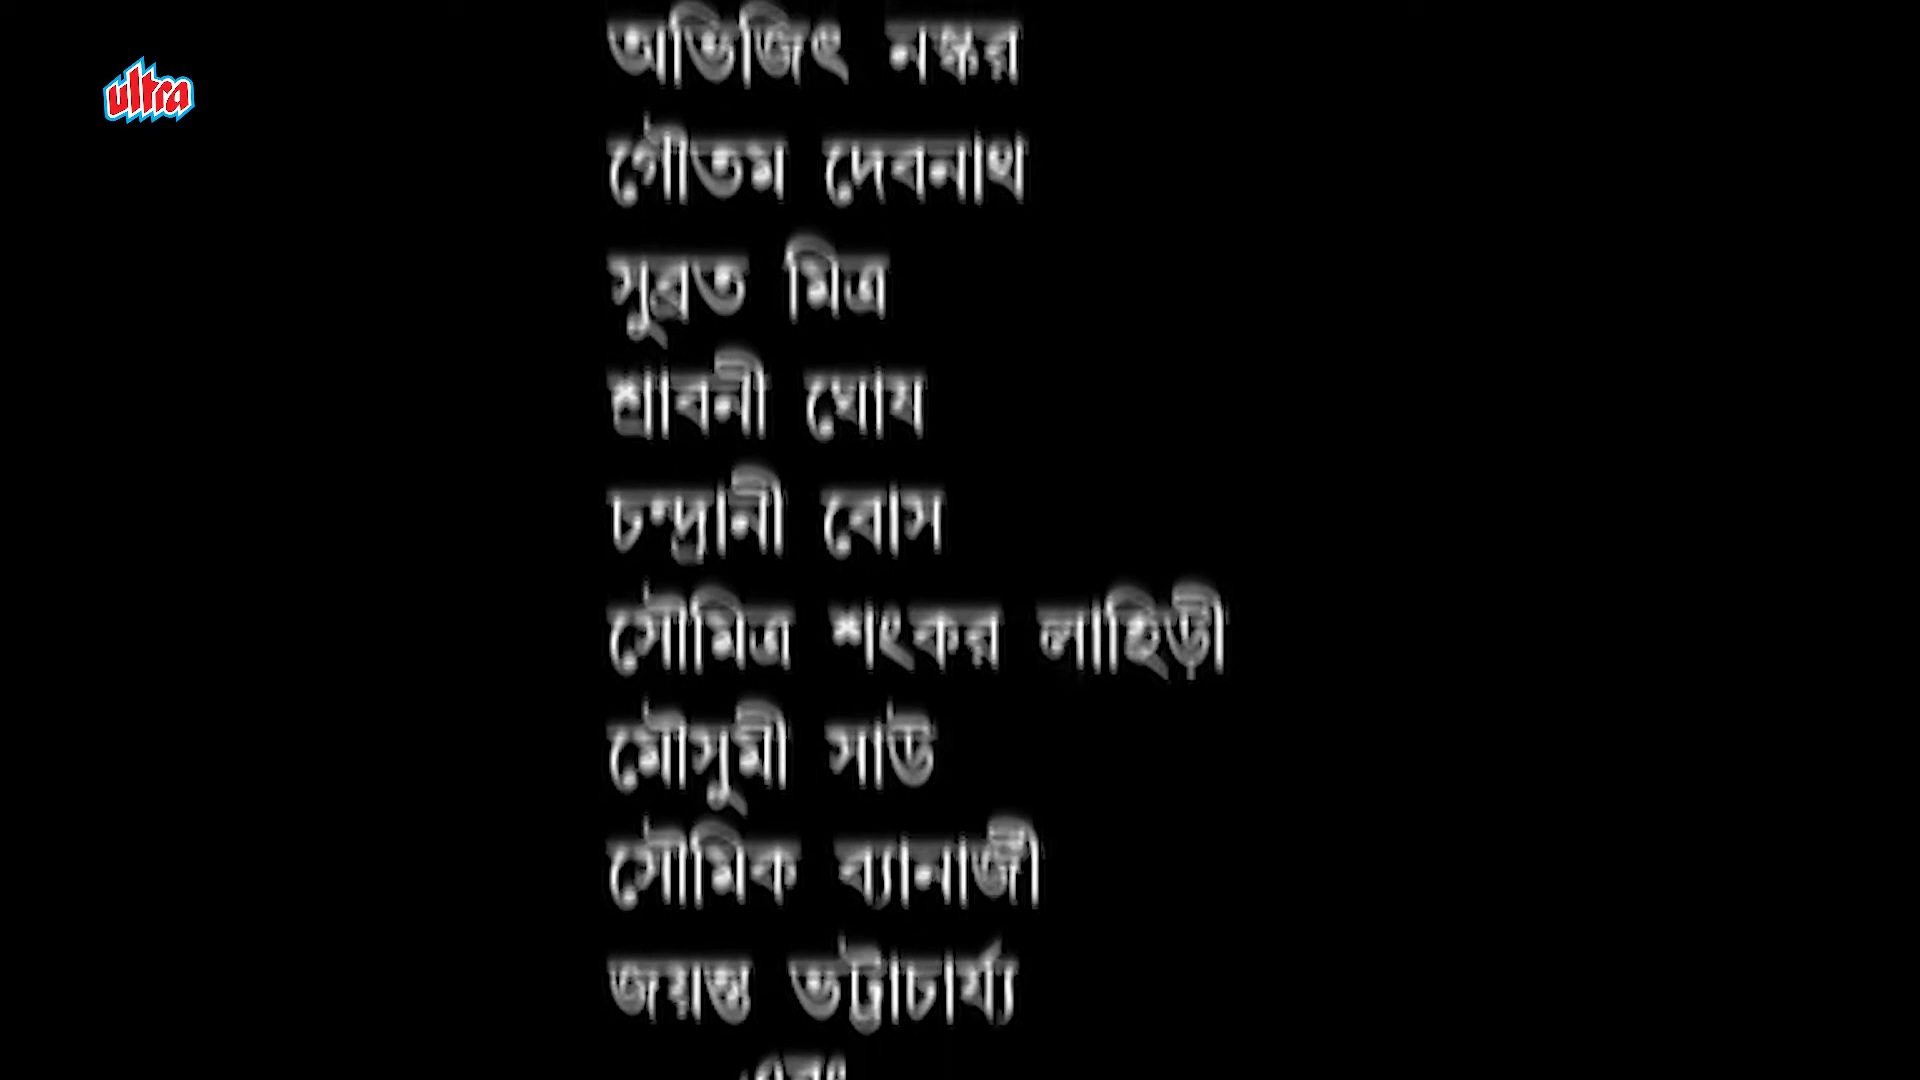 ultra
অভিজিৎ নস্কর
গৌতম দেবনাথ
সুব্রত মিত্র
শ্রাবনী ঘোষ
চন্দ্রানী বোস
সৌমিত্র শংকর লাহিড়ী
মৌসুমী সাউ
সৌমিক ব্যানার্জী
জয়ন্ত ভট্টাচার্য্য